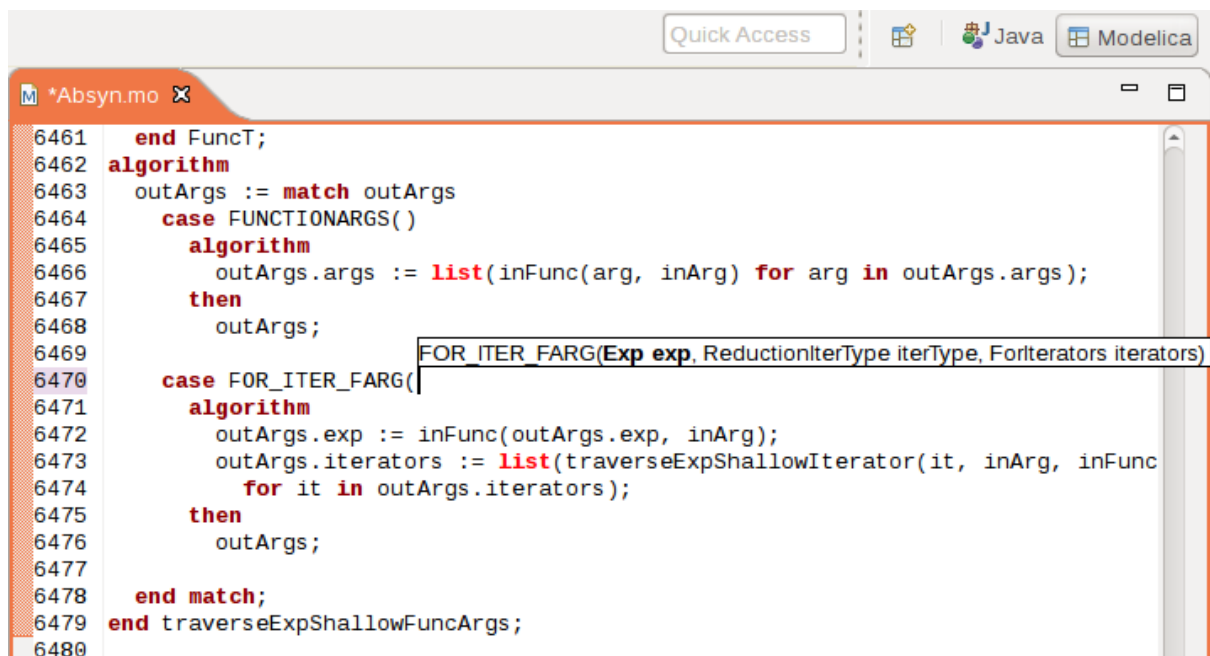 Quick Access Java Modelica
*Absyn.mo
6461 end FuncT;
6462 algorithm
6463 outArgs := match outArgs
6464 case FUNCTIONARGS()
6465 algorithm
6466 outArgs.args := list(inFunc(arg, inArg) for arg in outArgs.args);
6467 then
6468 outArgs;
6469 FOR_ITER_FARG(Exp exp, ReductionIterType iterType, ForIterators iterators)
6470 case FOR_ITER_FARG(
6471 algorithm
6472 outArgs.exp := inFunc(outArgs.exp, inArg);
6473 outArgs.iterators := list(traverseExpShallowIterator(it, inArg, inFunc
6474 for it in outArgs.iterators);
6475 then
6476 outArgs;
6477
6478 end match;
6479 end traverseExpShallowFuncArgs;
6480